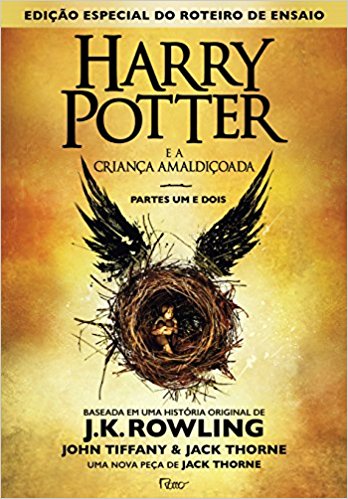 EDIÇÃO ESPECIAL DO ROTEIRO DE ENSAIO
HARRY
POTTER
E A
CRIANÇA AMALDIÇOADA
PARTES UM E DOIS
BASEADA EM UMA HISTÓRIA ORIGINAL DE
J.K.ROWLING
JOHN TIFFANY & JACK THORNE
UMA NOVA PEÇA DE JACK THORNE
Rocco